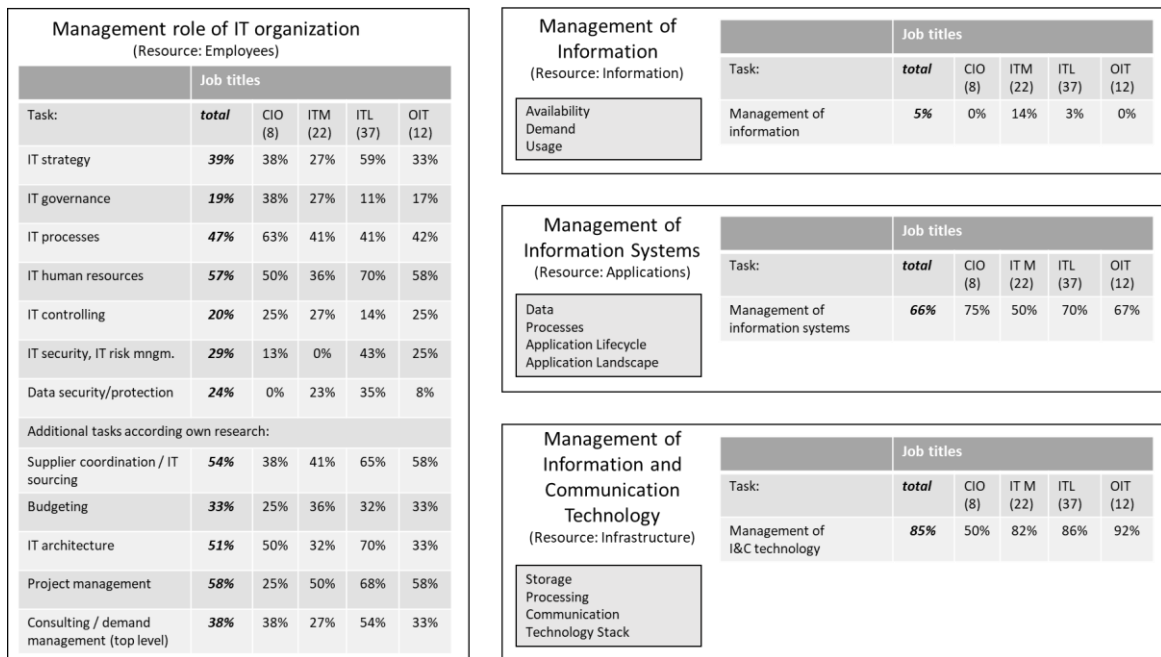 Management role of IT organization
(Resource: Employees)
Job titles
Task: total CIO (8) ITM (22) ITL (37) OIT (12)
IT strategy 39% 38% 27% 59% 33%
IT governance 19% 38% 27% 11% 17%
IT processes 47% 63% 41% 41% 42%
IT human resources 57% 50% 36% 70% 58%
IT controlling 20% 25% 27% 14% 25%
IT security, IT risk mngm. 29% 13% 0% 43% 25%
Data security/protection 24% 0% 23% 35% 8%
Additional tasks according own research:
Supplier coordination / IT sourcing 54% 38% 41% 65% 58%
Budgeting 33% 25% 36% 32% 33%
IT architecture 51% 50% 32% 70% 33%
Project management 58% 25% 50% 68% 58%
Consulting / demand management (top level) 38% 38% 27% 54% 33%
Management of
Information
(Resource: Information)
Availability
Demand
Usage
Job titles
Task: total CIO (8) ITM (22) ITL (37) OIT (12)
Management of information 5% 0% 14% 3% 0%
Management of
Information Systems
(Resource: Applications)
Data
Processes
Application Lifecycle
Application Landscape
Job titles
Task: total CIO (8) IT M (22) ITL (37) OIT (12)
Management of information systems 66% 75% 50% 70% 67%
Management of
Information and
Communication
Technology
(Resource: Infrastructure)
Storage
Processing
Communication
Technology Stack
Job titles
Task: total CIO (8) IT M (22) ITL (37) OIT (12)
Management of I&C technology 85% 50% 82% 86% 92%